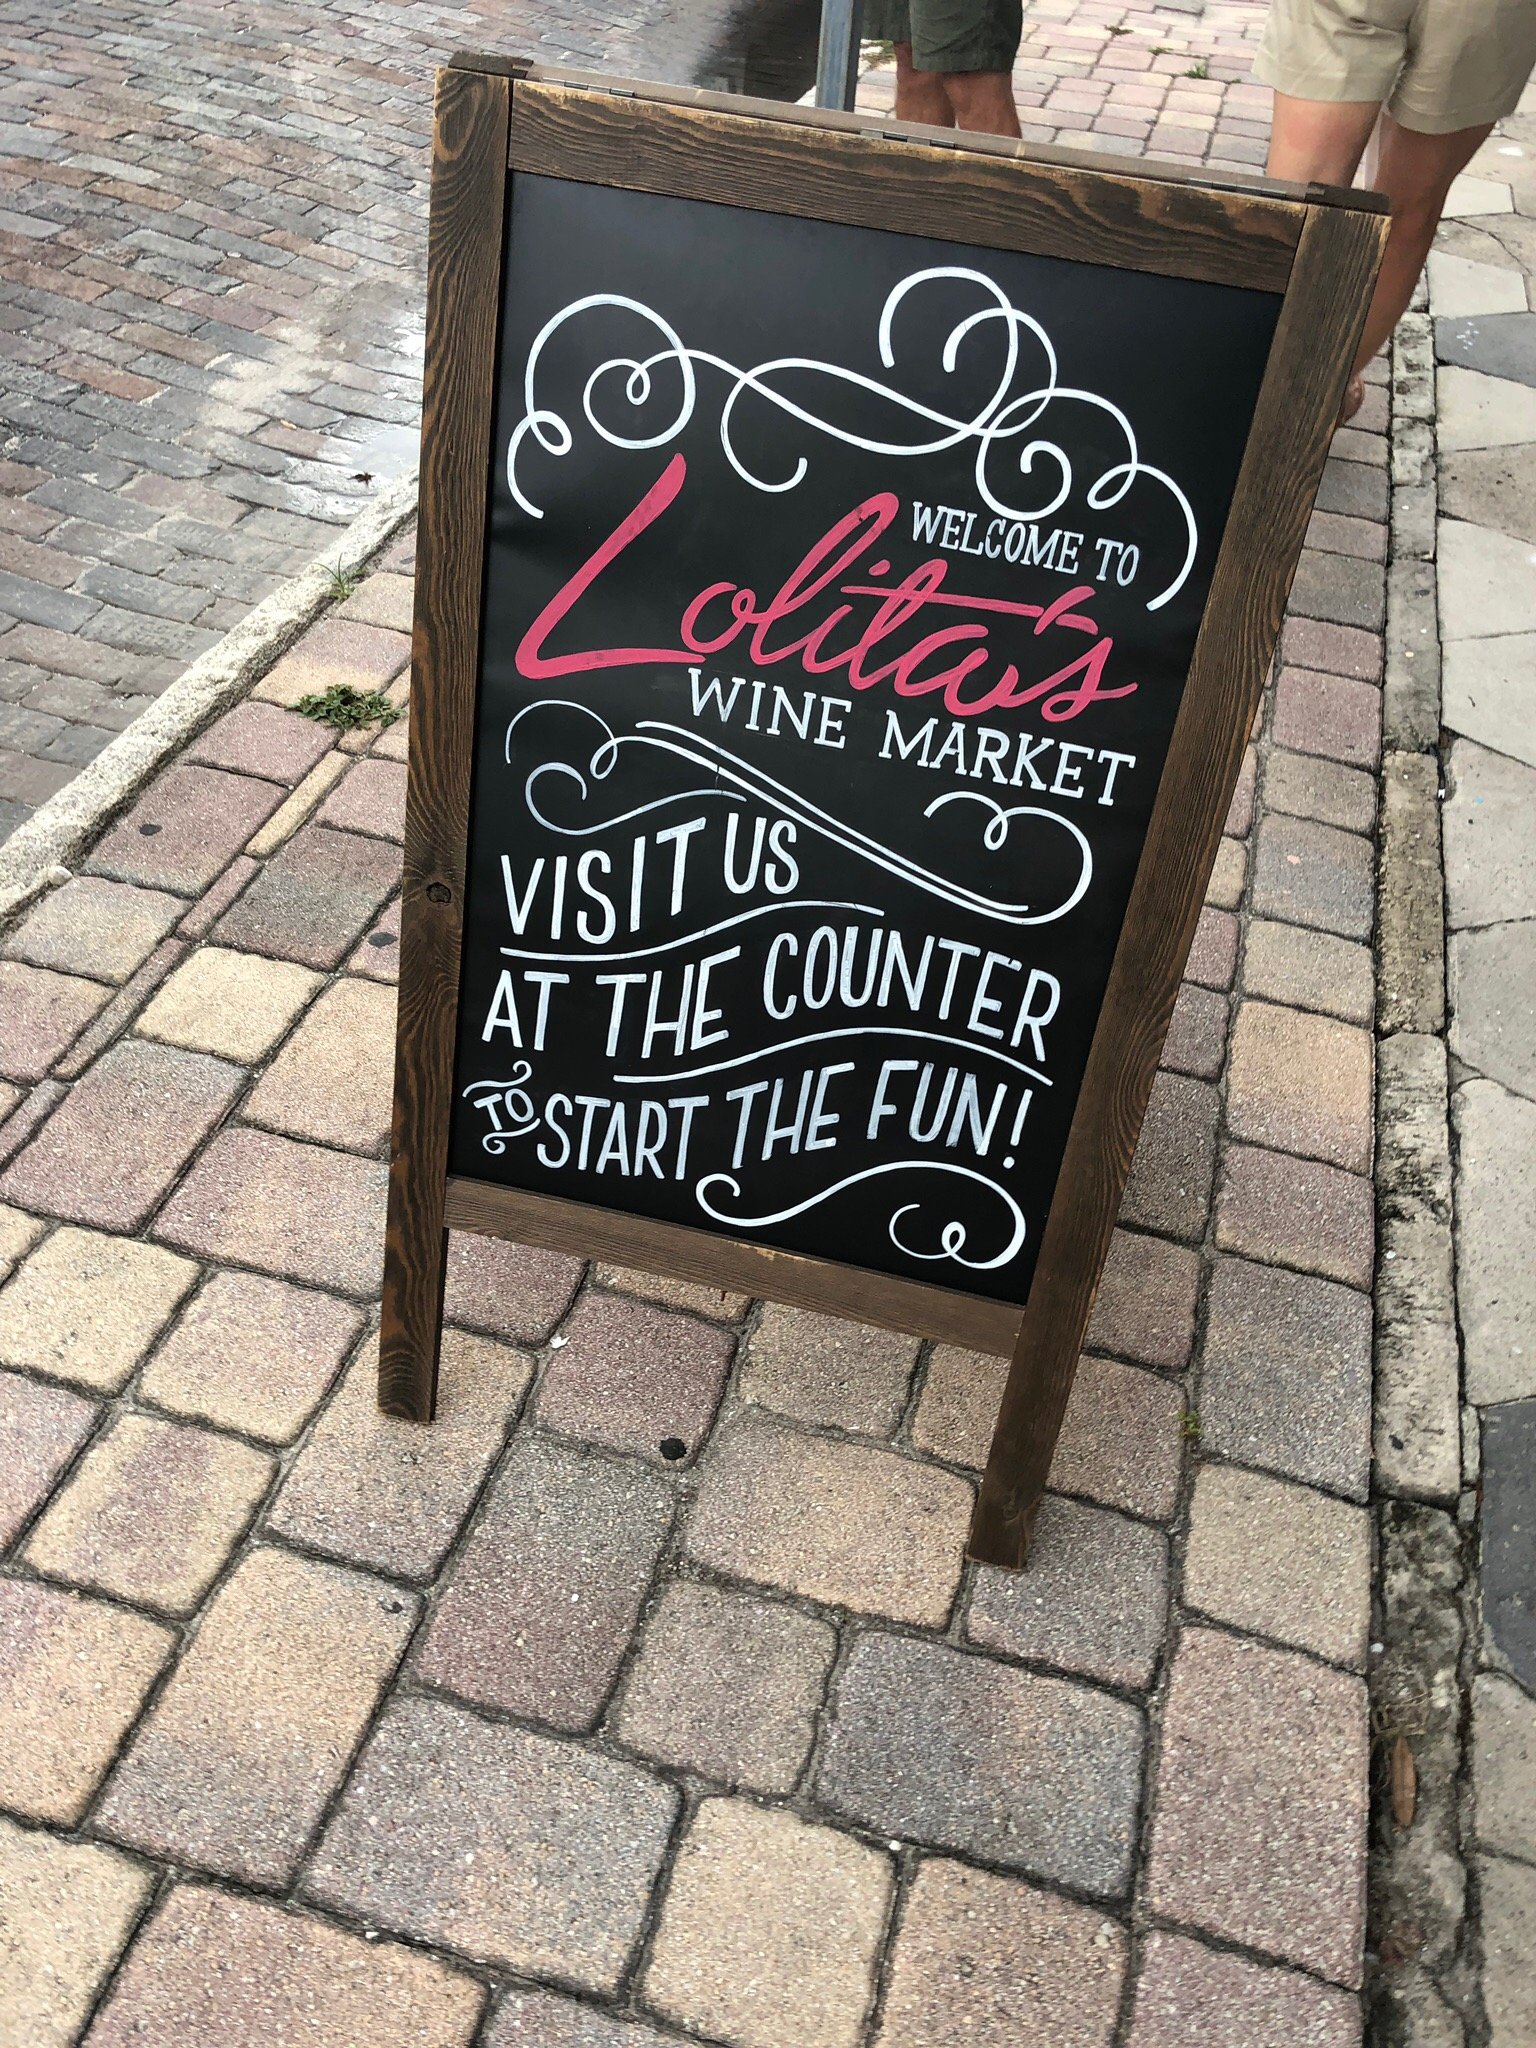 WELCOME TO
Lolita's
WINE MARKET
VISIT US
AT THE COUNTER
TO START THE FUN!